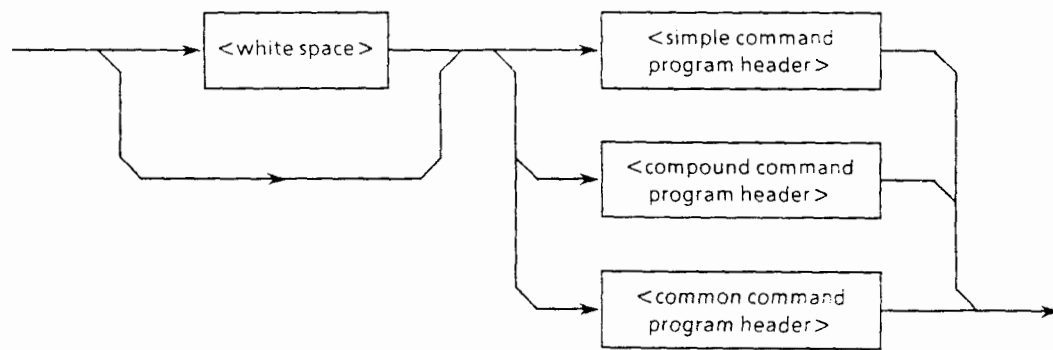 <white space>
<simple command
program header>
<compound command
program header>
<common command
program header>